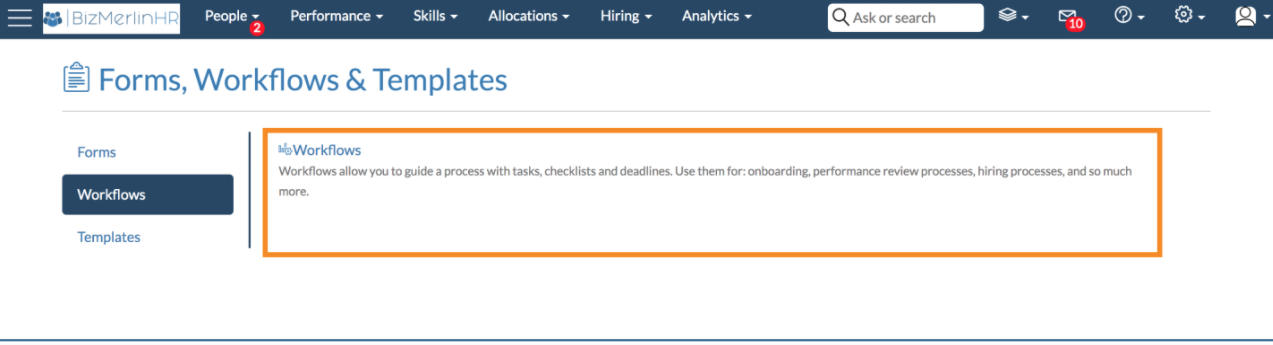 BizMerlinHR People Performance Skills Allocations Hiring Analytics Ask or search
2 10
Forms, Workflows & Templates
Forms
Workflows
Templates
Workflows
Workflows allow you to guide a process with tasks, checklists and deadlines. Use them for: onboarding, performance review processes, hiring processes, and so much
more.